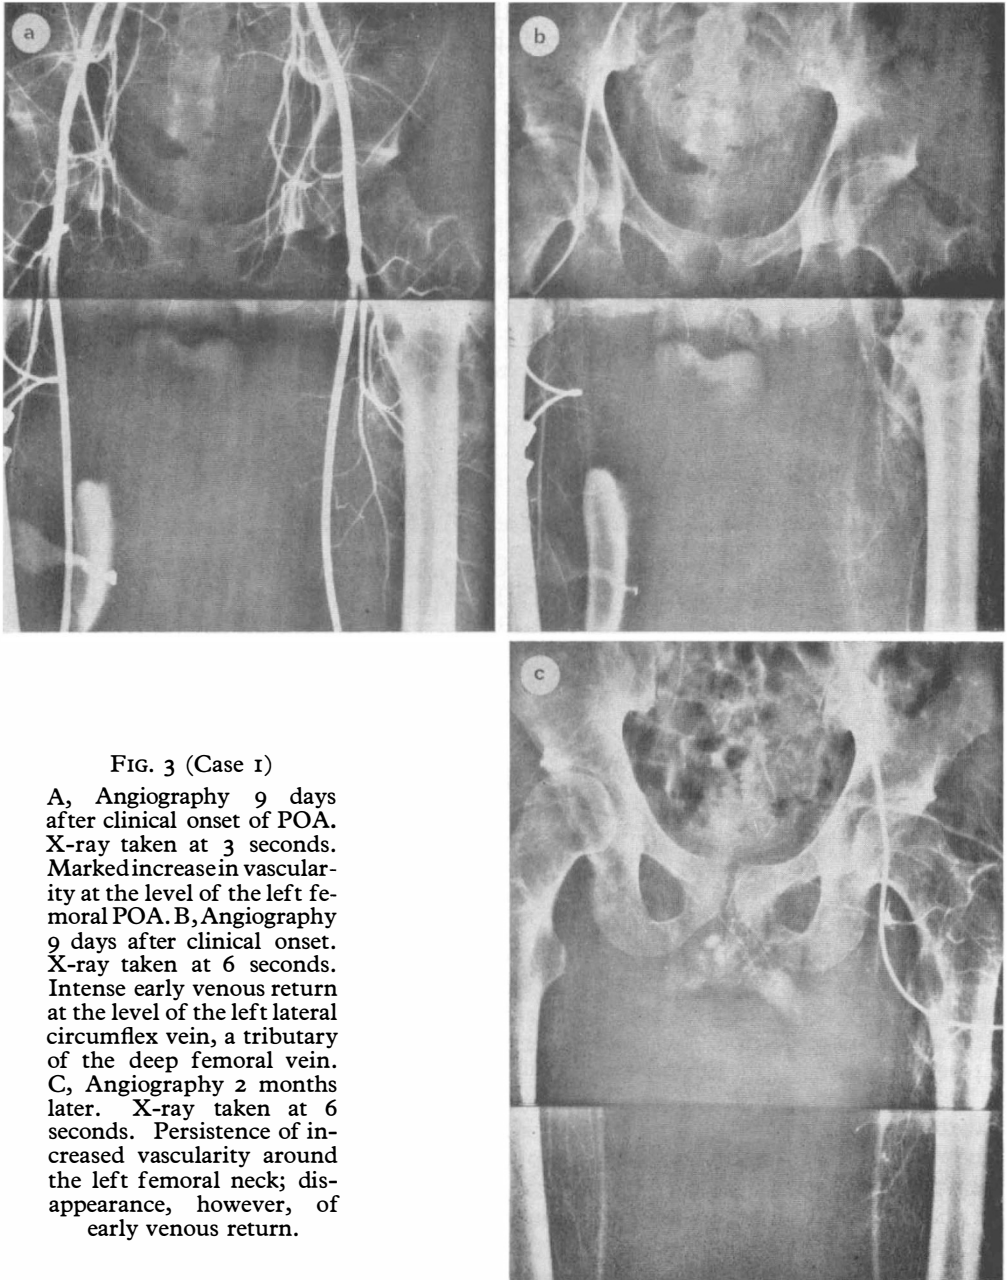 a
b
c
FIG. 3 (Case 1)
A, Angiography 9 days
after clinical onset of POA.
X-ray taken at 3 seconds.
Marked increase in vascular-
ity at the level of the left fe-
moral POA. B, Angiography
9 days after clinical onset.
X-ray taken at 6 seconds.
Intense early venous return
at the level of the left lateral
circumflex vein, a tributary
of the deep femoral vein.
C, Angiography 2 months
later. X-ray taken at 6
seconds. Persistence of in-
creased vascularity around
the left femoral neck; dis-
appearance, however, of
early venous return.